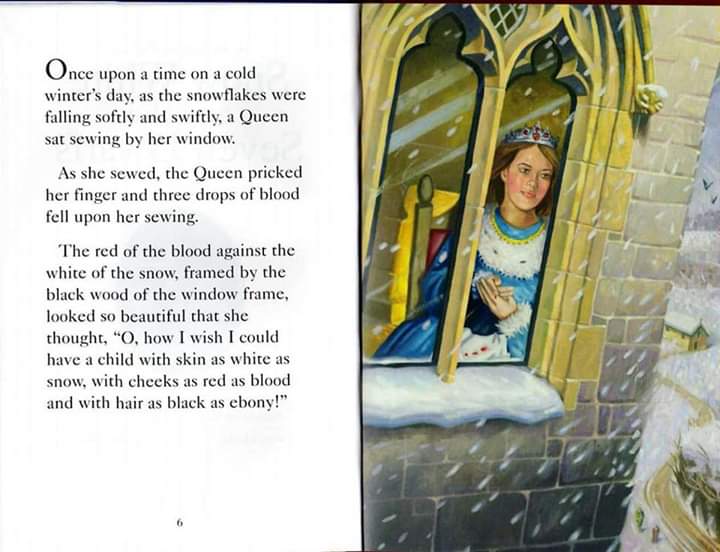 Once upon a time on a cold
winter's day, as the snowflakes were
falling softly and swiftly, a Queen
sat sewing by her window.
As she sewed, the Queen pricked
her finger and three drops of blood
fell upon her sewing.
The red of the blood against the
white of the snow, framed by the
black wood of the window frame,
looked so beautiful that she
thought, “O, how I wish I could
have a child with skin as white as
snow, with cheeks as red as blood
and with hair as black as ebony!”
6